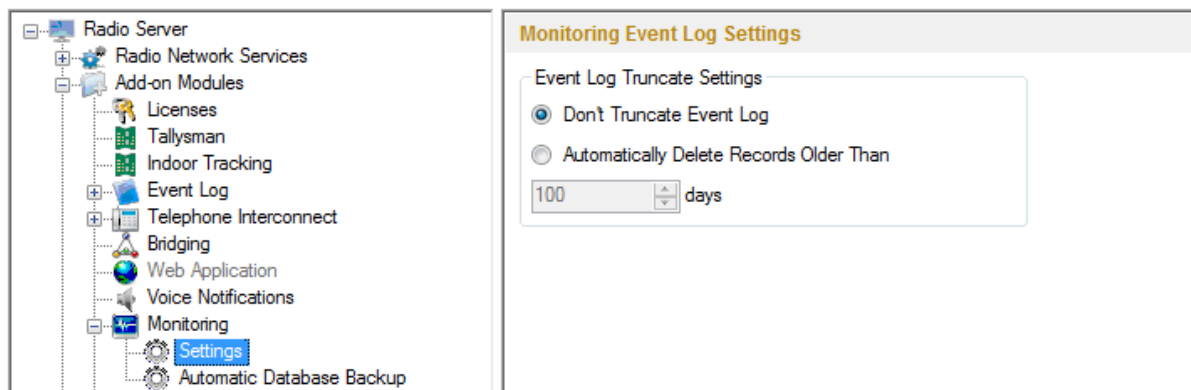 Radio Server
Radio Network Services
Add-on Modules
Licenses
Tallysman
Indoor Tracking
Event Log
Telephone Interconnect
Bridging
Web Application
Voice Notifications
Monitoring
Settings
Automatic Database Backup
Monitoring Event Log Settings
Event Log Truncate Settings
Don't Truncate Event Log
Automatically Delete Records Older Than
100 days